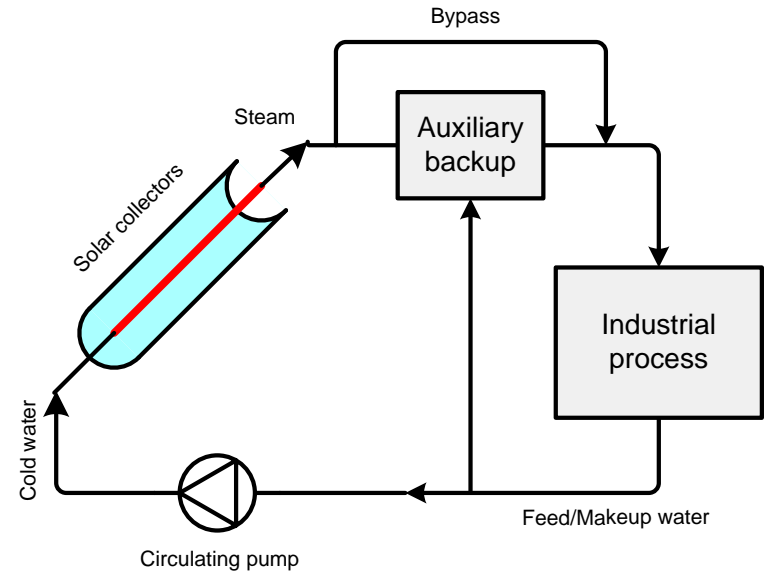 Bypass
Steam
Auxiliary
backup
Solar collectors
Industrial
process
Cold water
Feed/Makeup water
Circulating pump